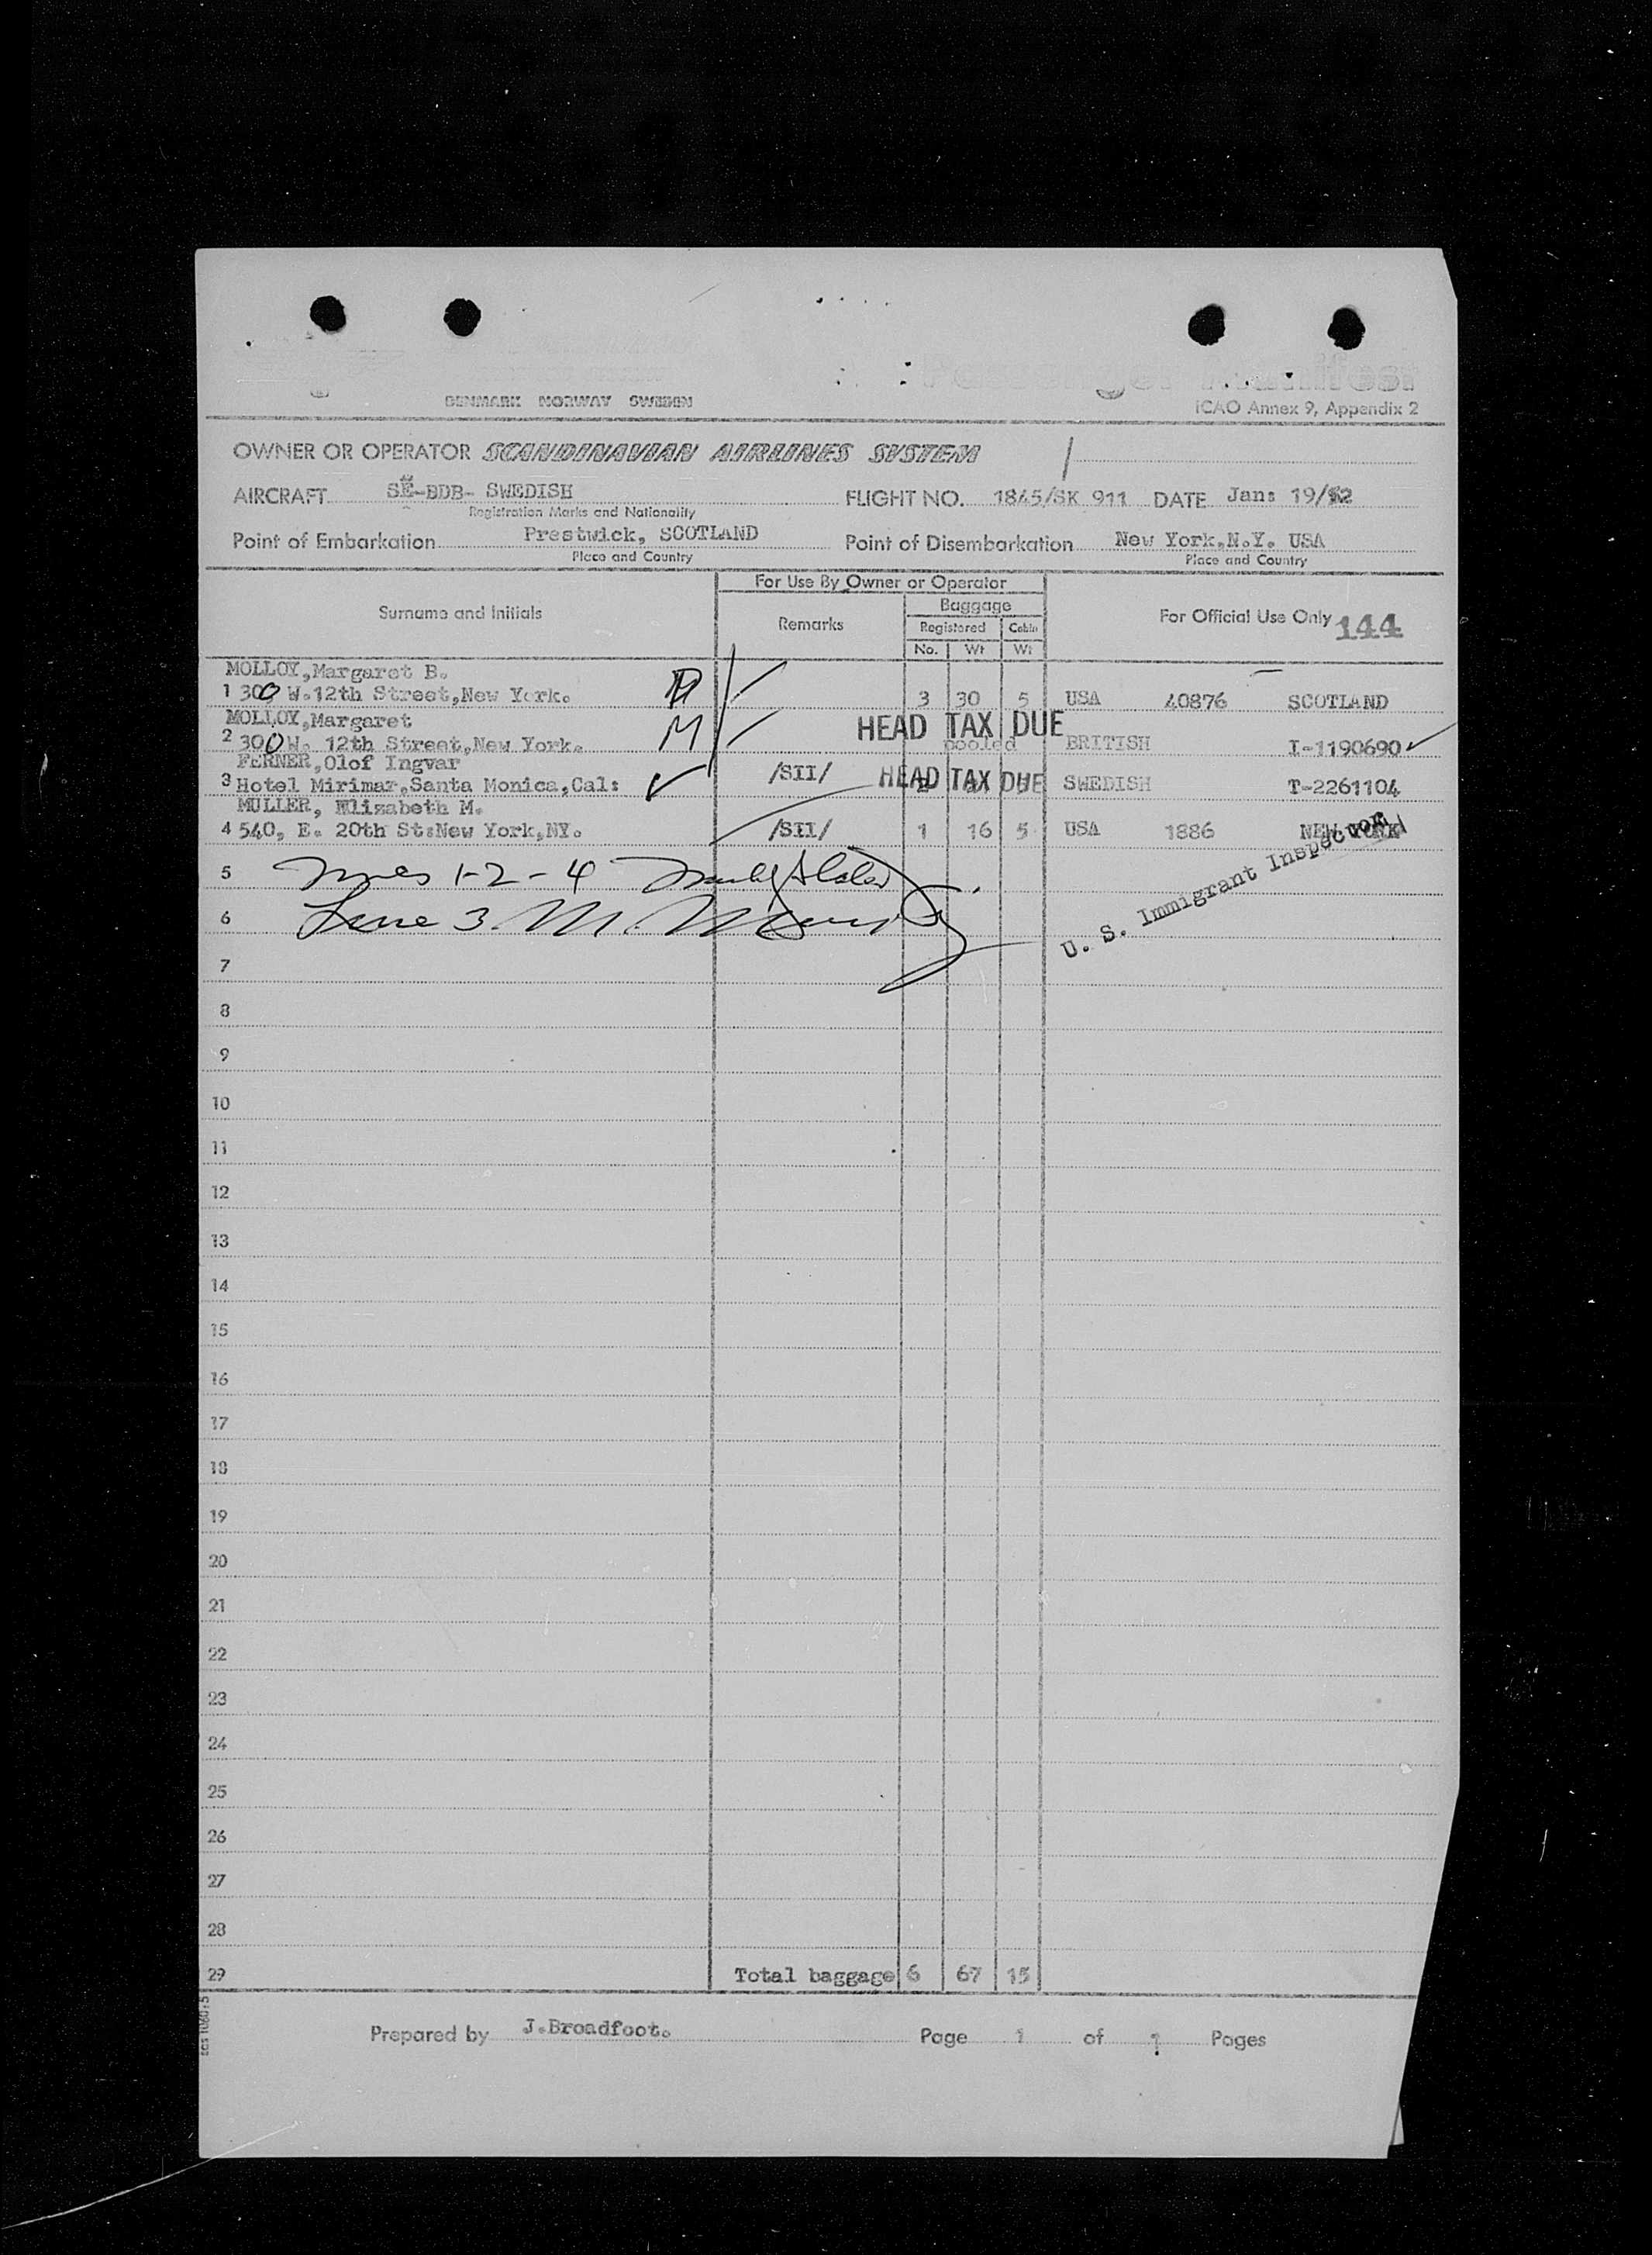 Passenger Manifest
DENMARK NORWAY SWEDEN
ICAO Annex 9, Appendix 2
OWNER OR OPERATOR SCANDINAVIAN AIRLINES SYSTEM
AIRCRAFT SE-BDB- SWEDISH FLIGHT NO. 1845/SK 911 DATE Jan: 19/52
Registration Marks and Nationality
Point of Embarkation Prestwick, SCOTLAND Point of Disembarkation New York,N.Y. USA
Place and Country Place and Country
For Use By Owner or Operator
Surname and Initials Remarks Baggage For Official Use Only 144
Registered Cabin
No. Wt Wt
MOLLOY,Margaret B.
1 300 W.12th Street,New York. 3 30 5 USA 40876 SCOTLAND
MOLLOY,Margaret M HEAD TAX DUE
2 300 W. 12th Street,New York. pooled BRITISH I-1190690
FERNER,Olof Ingvar
3 Hotel Mirimar,Santa Monica,Cal: /SII/ HEAD TAX DUE SWEDISH T-2261104
MULLER, Elizabeth M.
4 540, E. 20th St:New York,NY. /SII/ 1 16 5 USA 1886 NEW YORK
5 1-2-4
6 Line 3. M.
U. S. Immigrant Inspector
7
8
9
10
11
12
13
14
15
16
17
18
19
20
21
22
23
24
25
26
27
28
29 Total baggage 6 67 15
Prepared by J.Broadfoot. Page 1 of 1 Pages